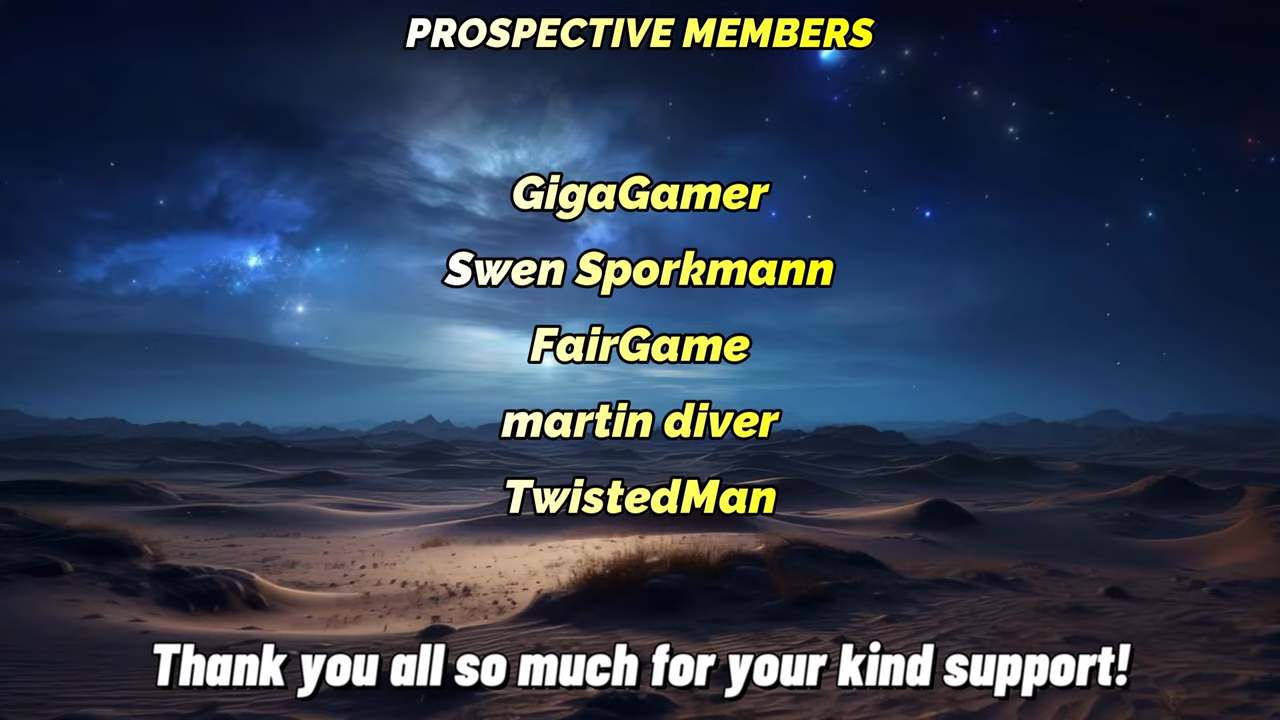 PROSPECTIVE MEMBERS
GigaGamer
Swen Sporkmann
FairGame
martin diver
TwistedMan
Thank you all so much for your kind support!